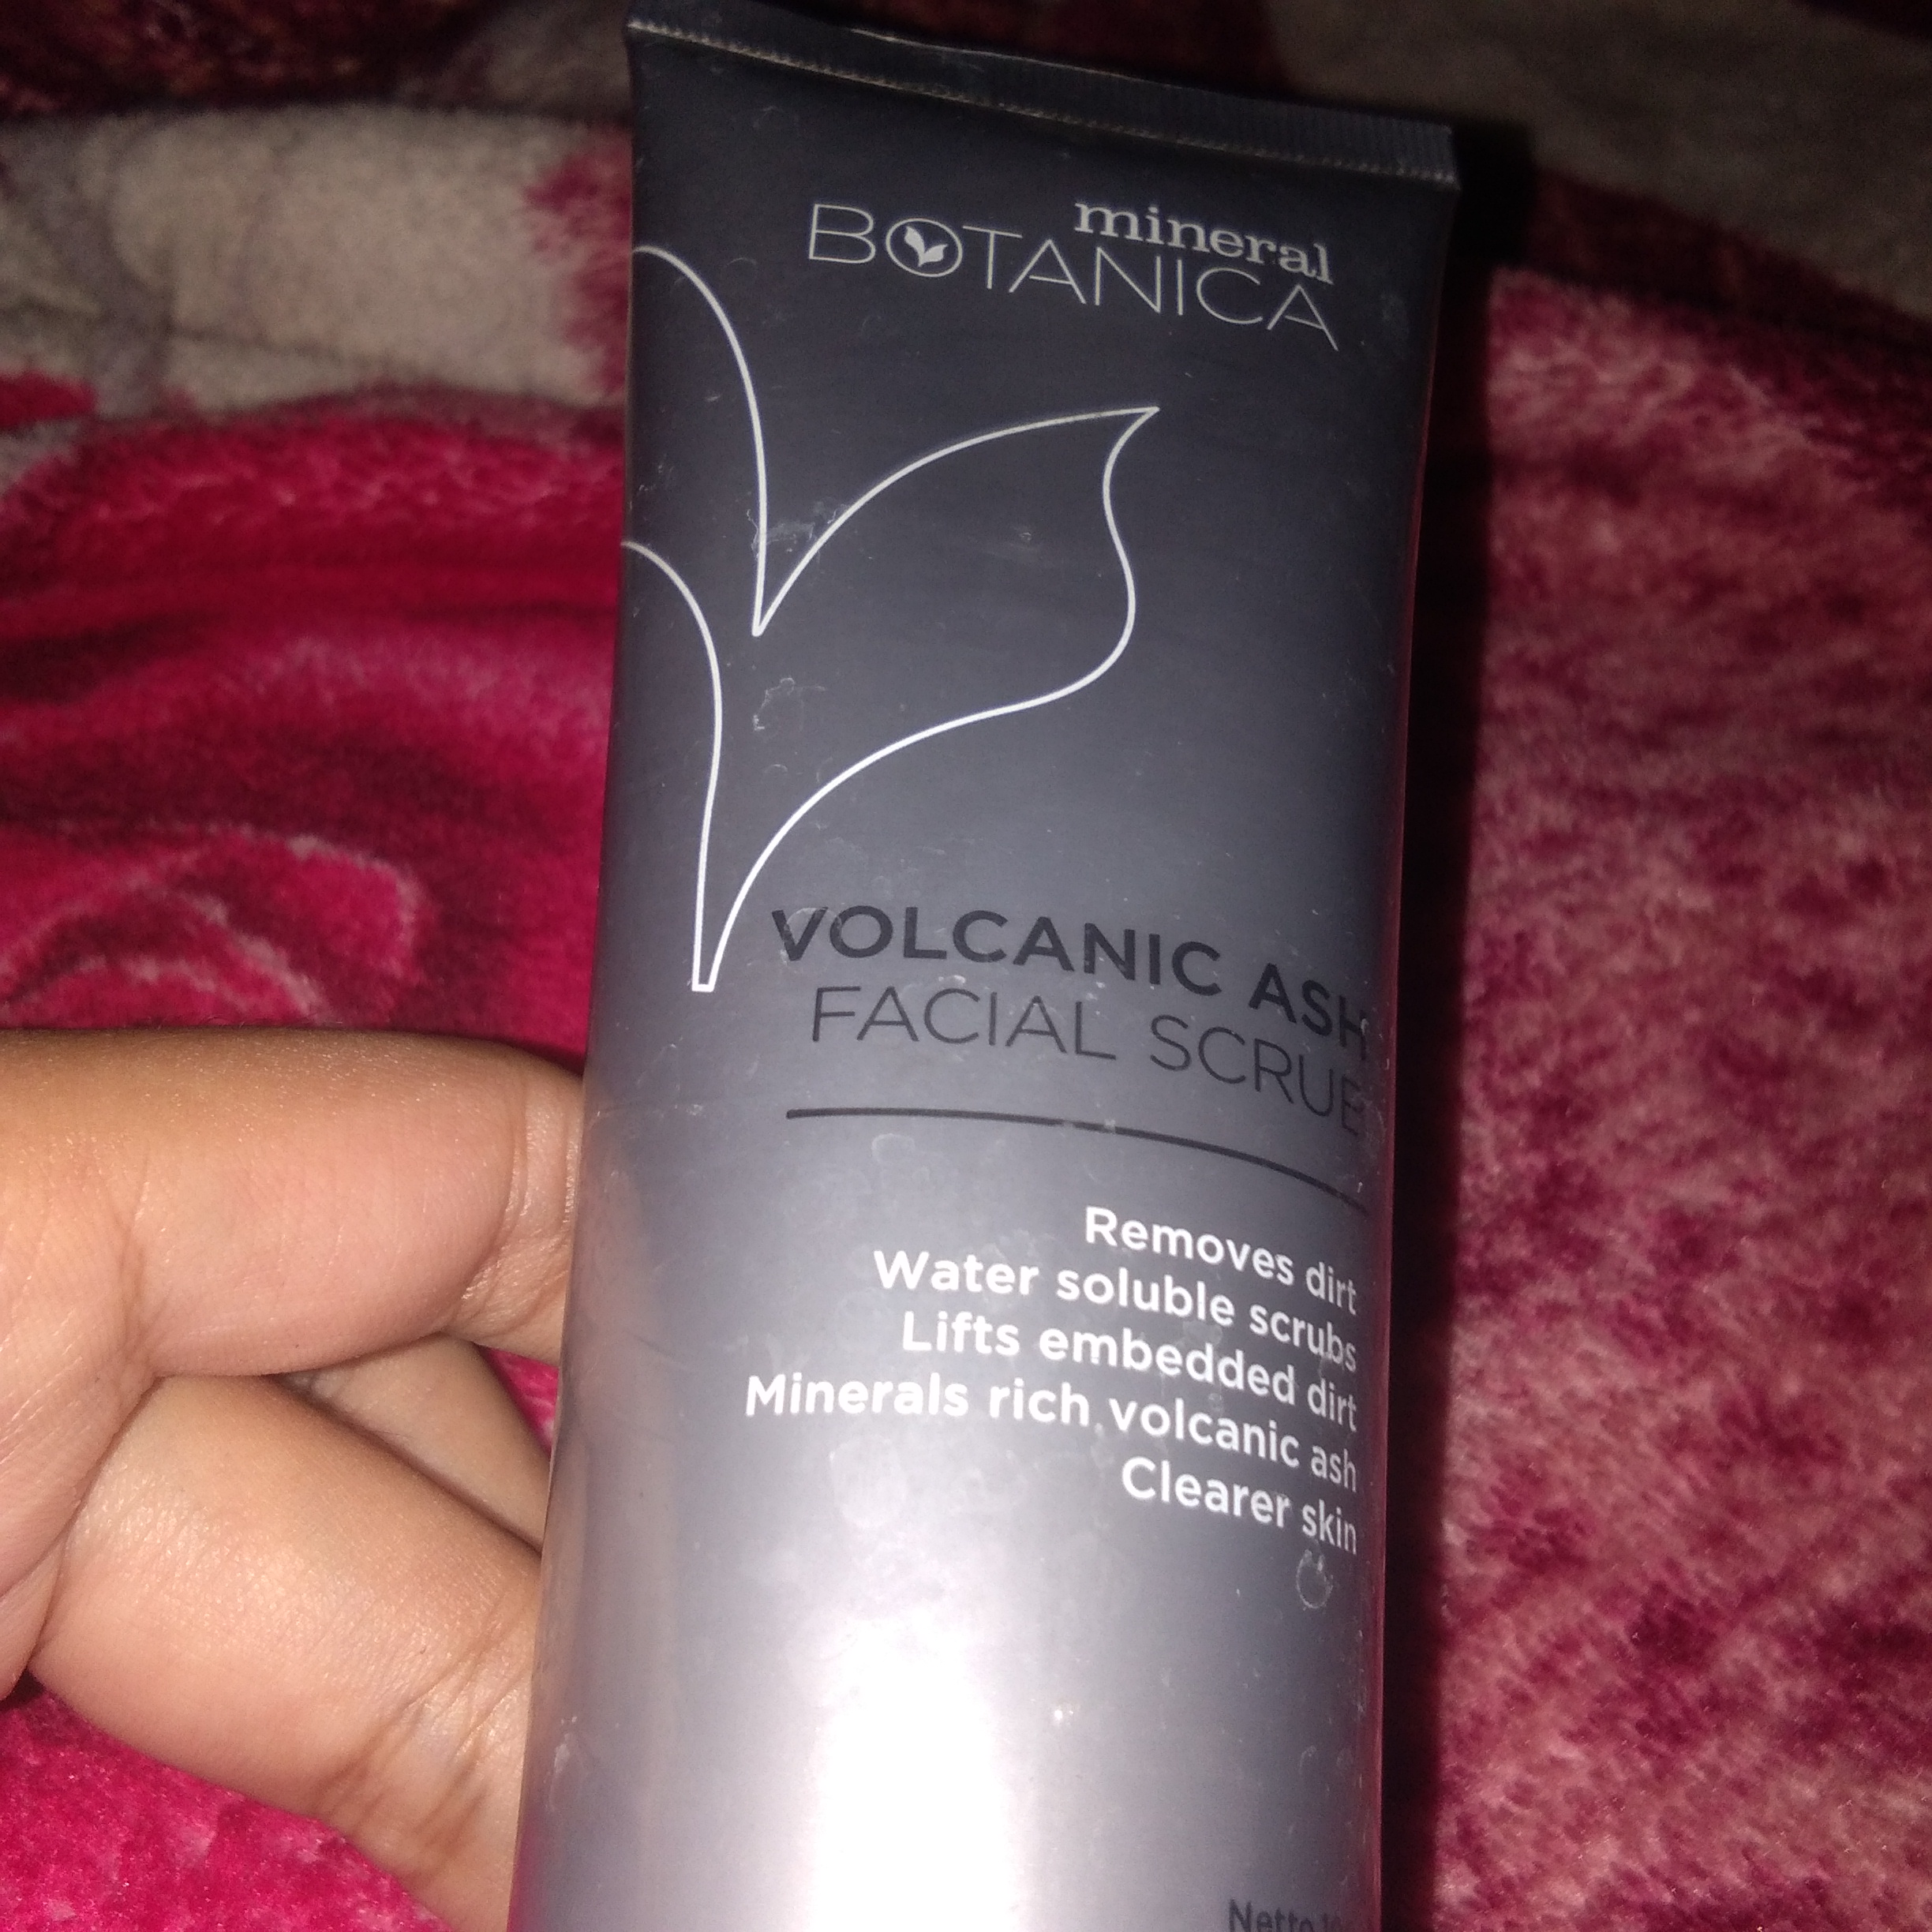 mineral
BOTANICA
VOLCANIC ASH
FACIAL SCRUB
Removes dirt
Water soluble scrubs
Lifts embedded dirt
Minerals rich volcanic ash
Clearer skin
Netto